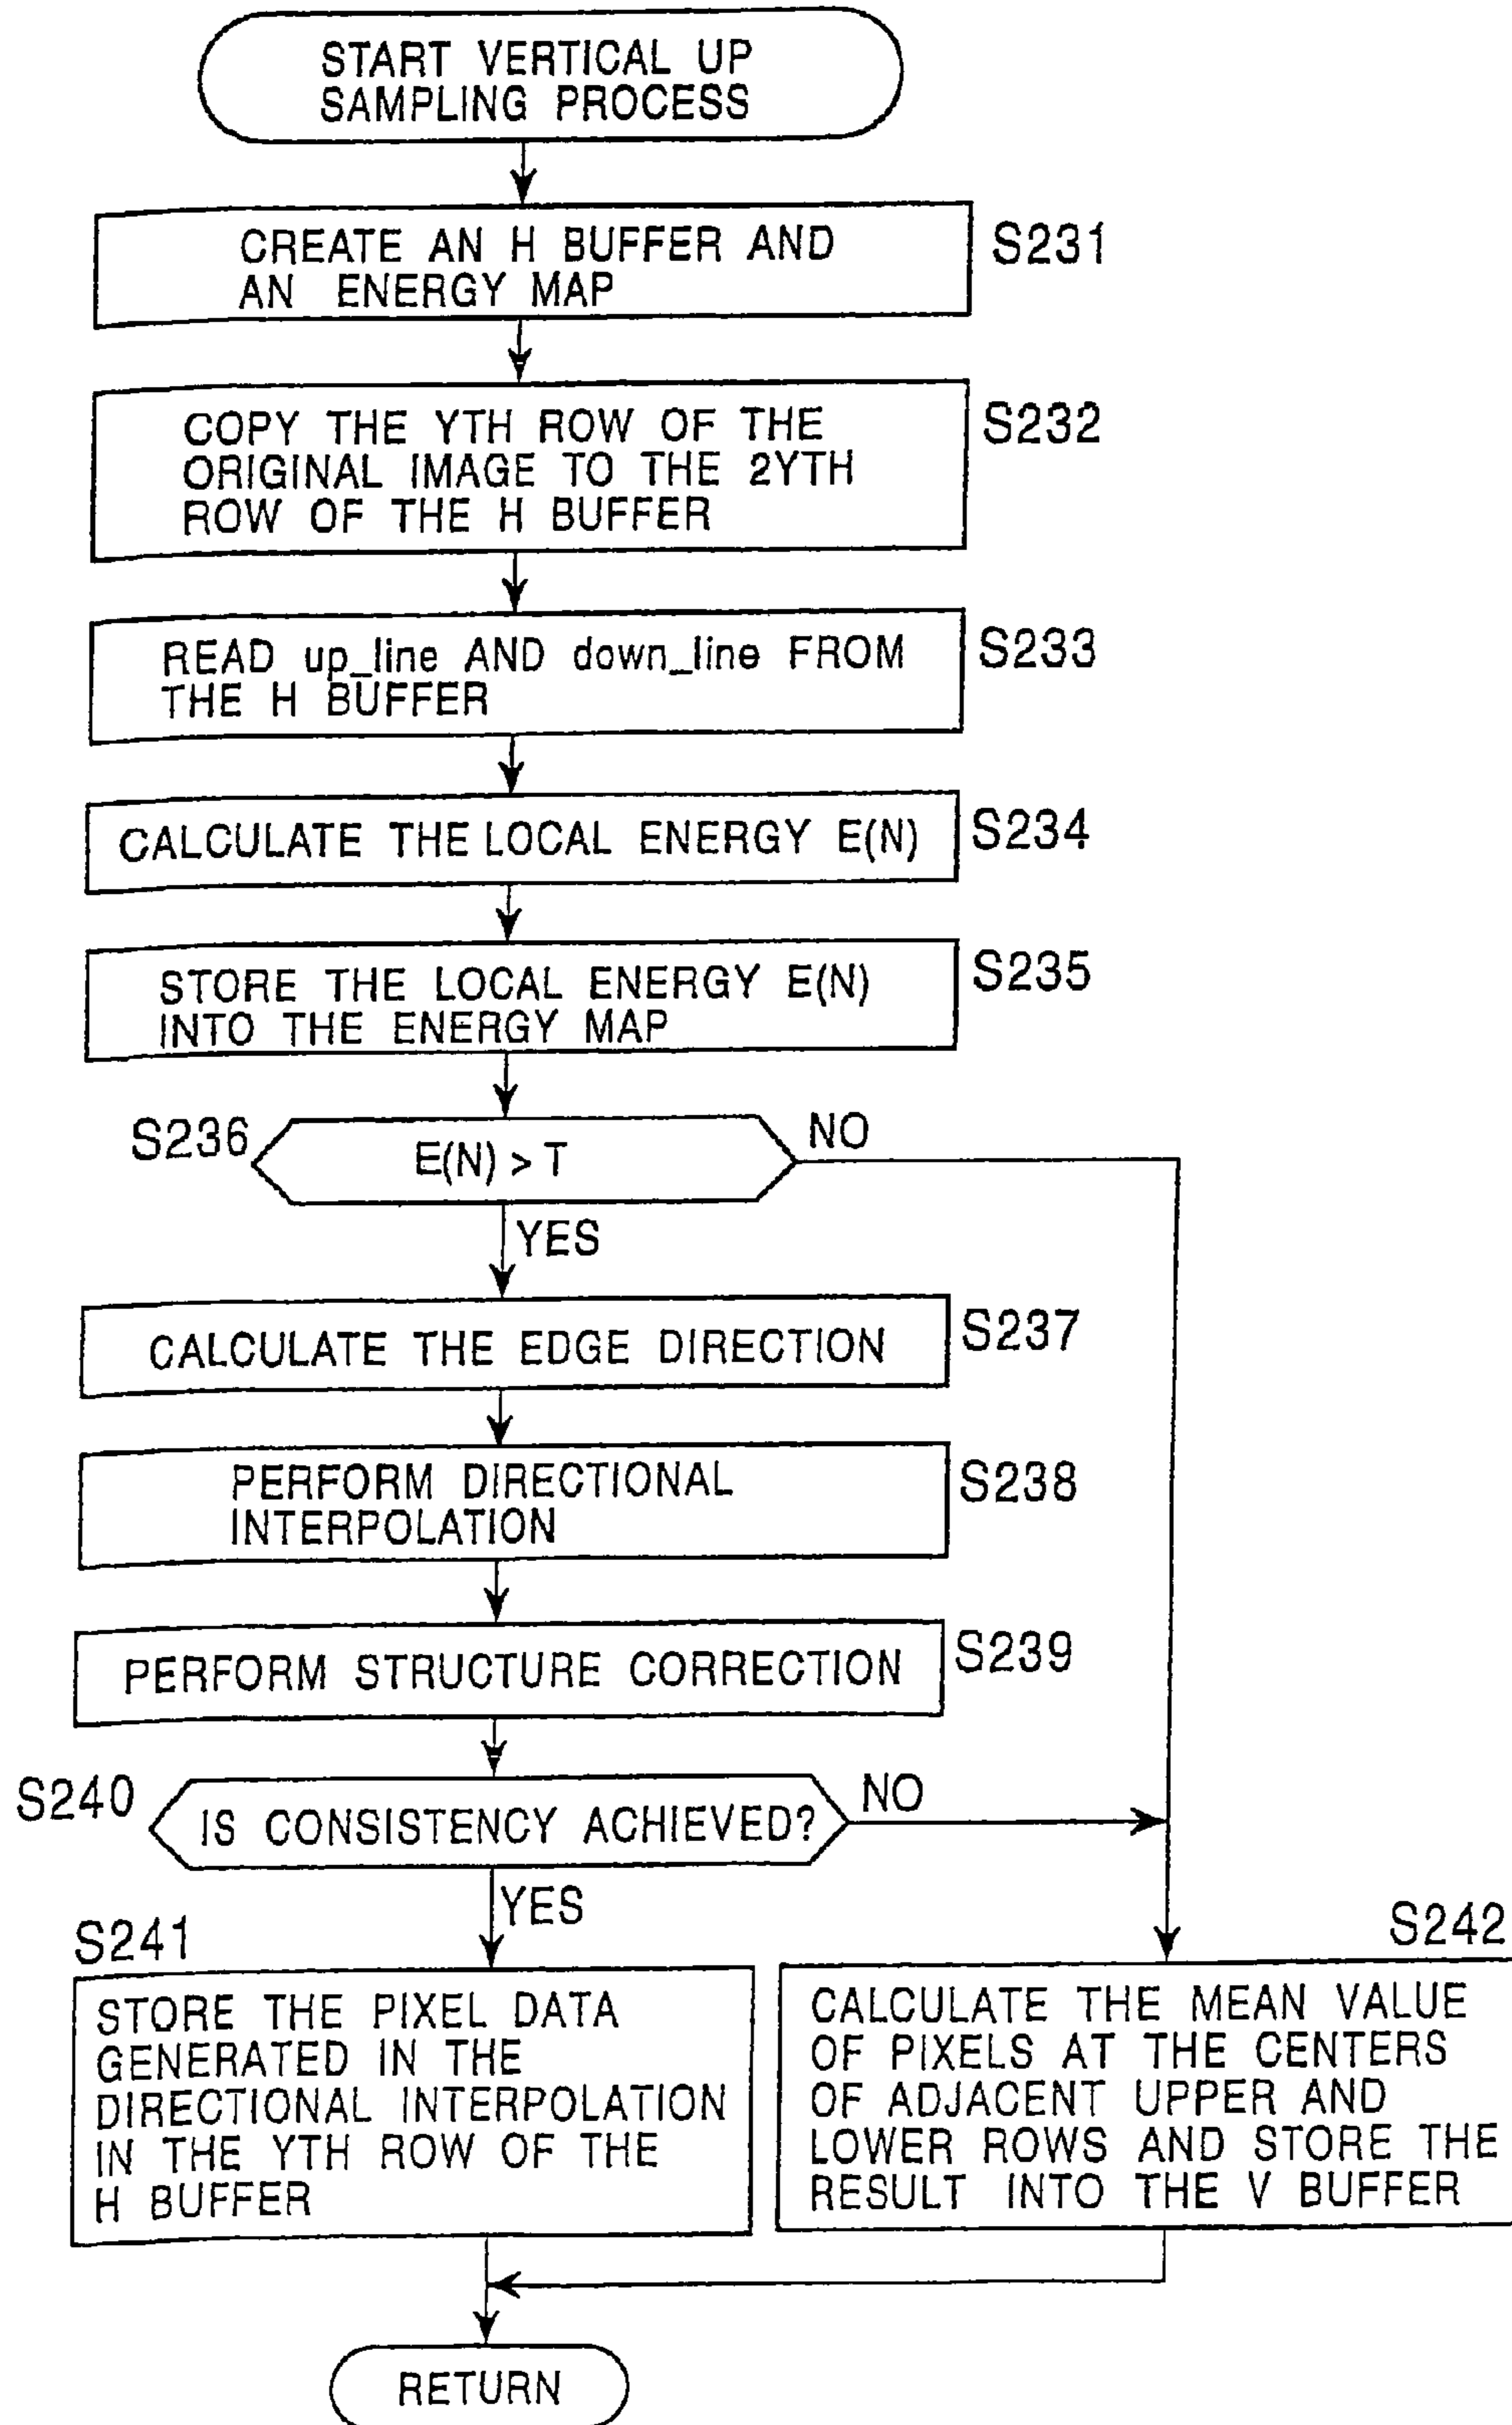 START VERTICAL UP
SAMPLING PROCESS
CREATE AN H BUFFER AND
AN ENERGY MAP
S231
COPY THE YTH ROW OF THE
ORIGINAL IMAGE TO THE 2YTH
ROW OF THE H BUFFER
S232
READ up_line AND down_line FROM
THE H BUFFER
S233
CALCULATE THE LOCAL ENERGY E(N)
S234
STORE THE LOCAL ENERGY E(N)
INTO THE ENERGY MAP
S235
S236
E(N) > T
NO
YES
CALCULATE THE EDGE DIRECTION
S237
PERFORM DIRECTIONAL
INTERPOLATION
S238
PERFORM STRUCTURE CORRECTION
S239
S240
IS CONSISTENCY ACHIEVED?
NO
YES
S241
STORE THE PIXEL DATA
GENERATED IN THE
DIRECTIONAL INTERPOLATION
IN THE YTH ROW OF THE
H BUFFER
S242
CALCULATE THE MEAN VALUE
OF PIXELS AT THE CENTERS
OF ADJACENT UPPER AND
LOWER ROWS AND STORE THE
RESULT INTO THE V BUFFER
RETURN